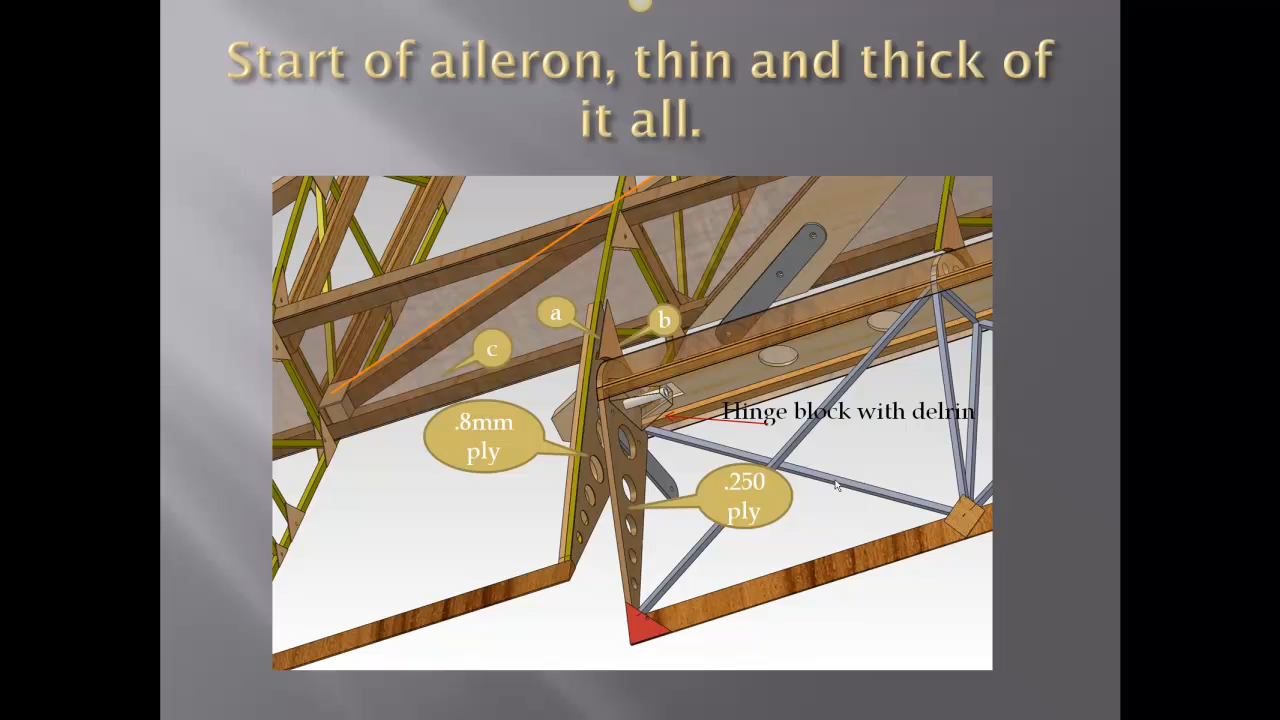 Start of aileron, thin and thick of
it all.
a
b
c
.8mm
ply
Hinge block with delrin
.250
ply